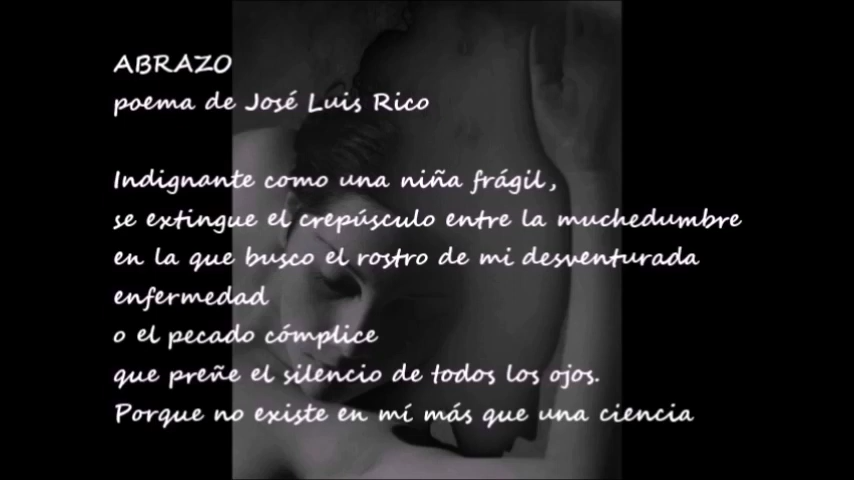 ABRAZO
poema de José Luis Rico
Indignante como una niña frágil,
se extingue el crepúsculo entre la muchedumbre
en la que busco el rostro de mi desventurada
enfermedad
o el pecado cómplice
que preñe el silencio de todos los ojos.
Porque no existe en mí más que una ciencia